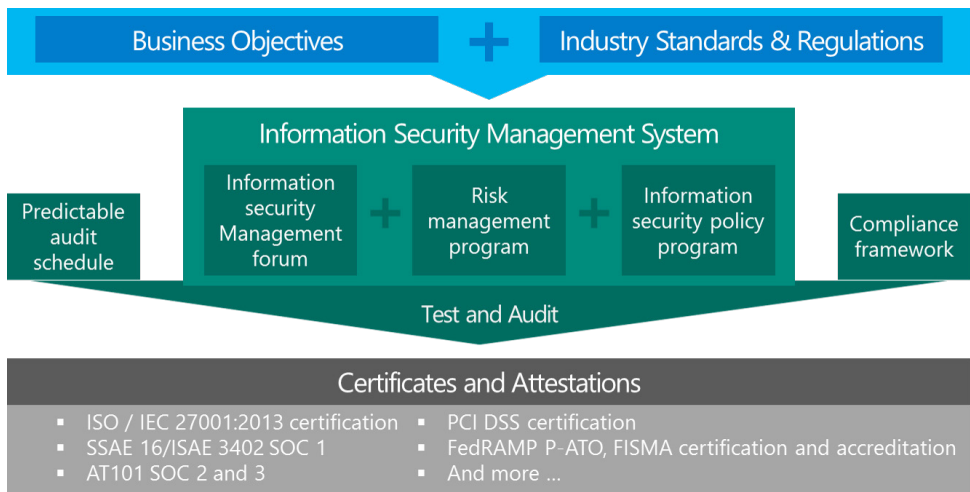 Business Objectives
+
Industry Standards & Regulations
Information Security Management System
Information
security
Management
forum
+
Risk
management
program
+
Information
security policy
program
Predictable
audit
schedule
Compliance
framework
Test and Audit
Certificates and Attestations
▪ ISO / IEC 27001:2013 certification
▪ SSAE 16/ISAE 3402 SOC 1
▪ AT101 SOC 2 and 3
▪ PCI DSS certification
▪ FedRAMP P-ATO, FISMA certification and accreditation
▪ And more ...